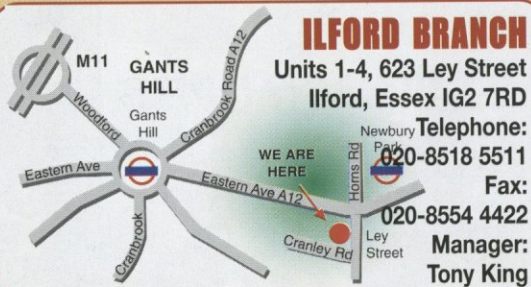 ILFORD BRANCH
Units 1-4, 623 Ley Street
Ilford, Essex IG2 7RD
Telephone:
020-8518 5511
Fax:
020-8554 4422
Manager:
Tony King
M11
GANTS
HILL
Woodford
Gants
Hill
Cranbrook Road A12
Eastern Ave
Cranbrook
Eastern Ave A12
WE ARE
HERE
Newbury
Park
Horns Rd
Cranley Rd
Ley
Street